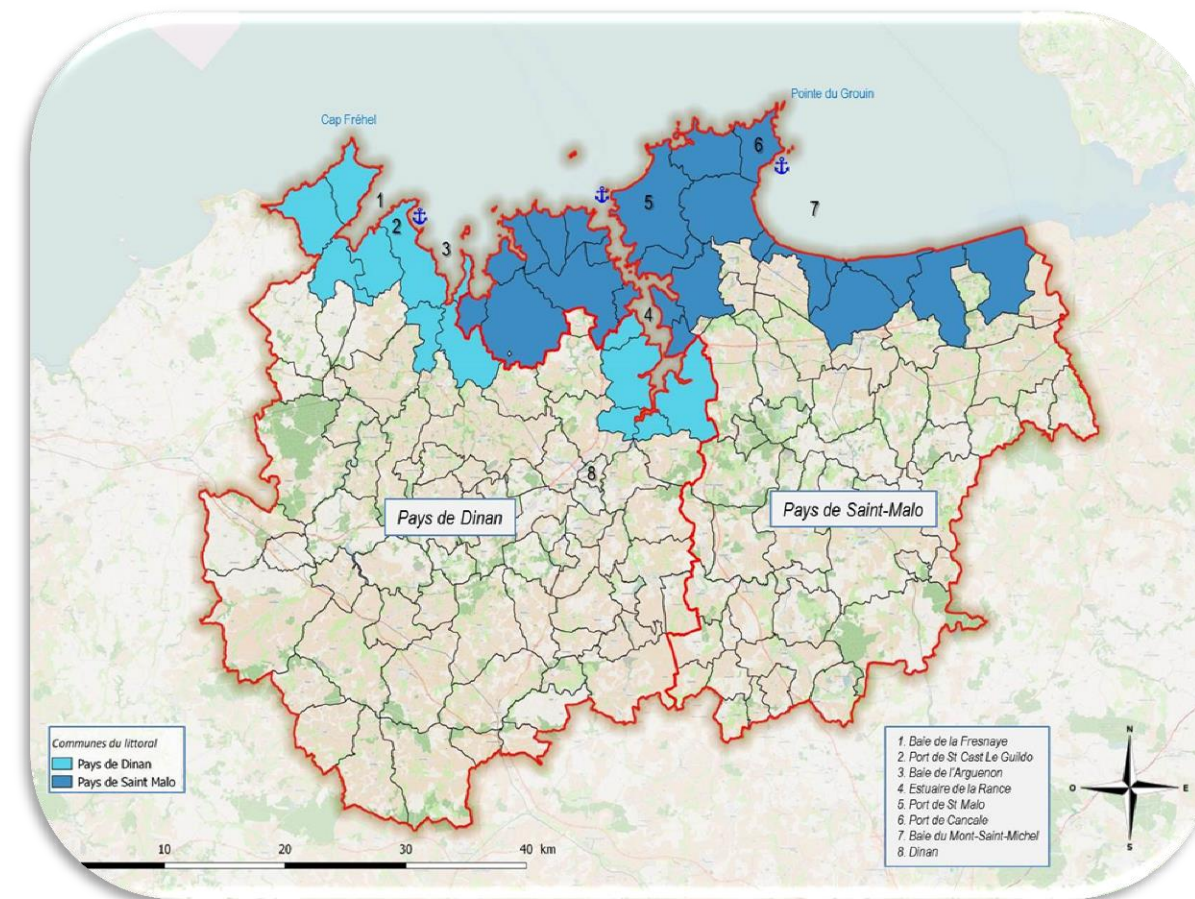 Pointe du Grouin
Cap Fréhel
6
1
5
2
7
3
4
8
Pays de Dinan
Pays de Saint-Malo
Communes du littoral
Pays de Dinan
Pays de Saint Malo
1. Baie de la Fresnaye
2. Port de St Cast Le Guildo
3. Baie de l'Arguenon
4. Estuaire de la Rance
5. Port de St Malo
6. Port de Cancale
7. Baie du Mont-Saint-Michel
8. Dinan
N
O
E
S
10 20 30 40 km